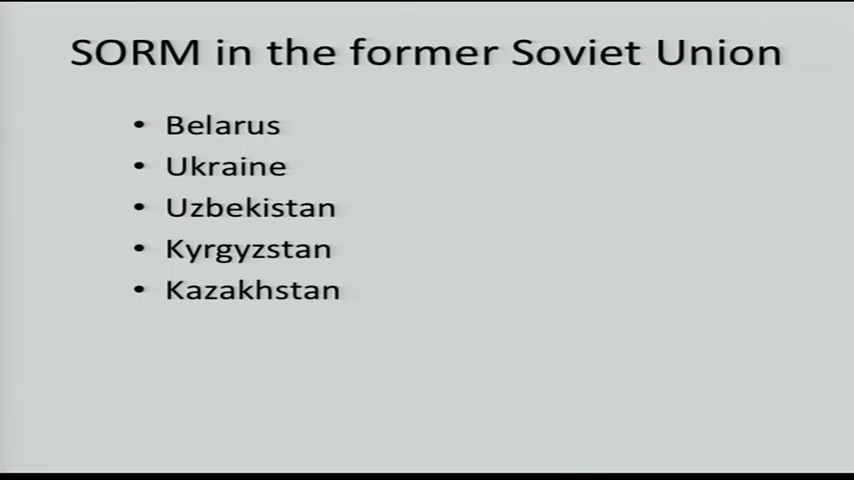 SORM in the former Soviet Union
• Belarus
• Ukraine
• Uzbekistan
• Kyrgyzstan
• Kazakhstan